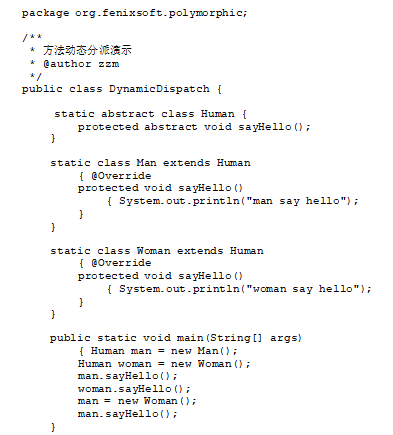 package org.fenixsoft.polymorphic;
/**
* 方法动态分派演示
* @author zzm
*/
public class DynamicDispatch {
static abstract class Human {
protected abstract void sayHello();
}
static class Man extends Human
{ @Override
protected void sayHello()
{ System.out.println("man say hello");
}
}
static class Woman extends Human
{ @Override
protected void sayHello()
{ System.out.println("woman say hello");
}
}
public static void main(String[] args)
{ Human man = new Man();
Human woman = new Woman();
man.sayHello();
woman.sayHello();
man = new Woman();
man.sayHello();
}